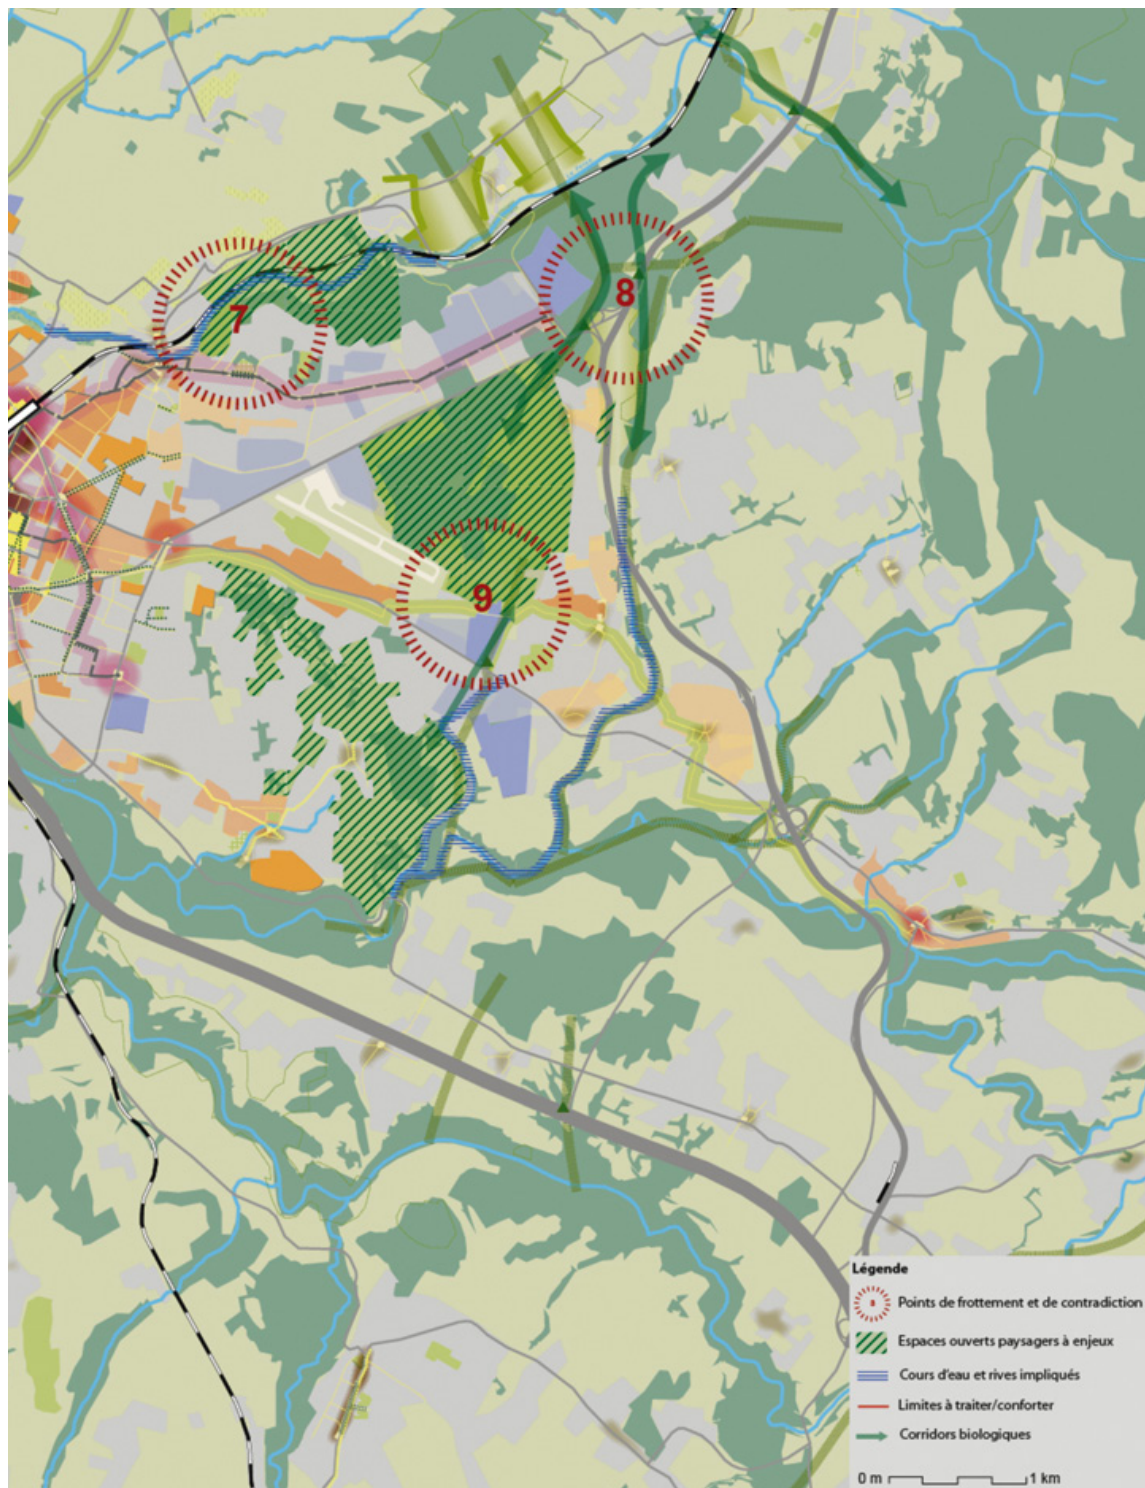 7
8
9
Légende
8 Points de frottement et de contradiction
Espaces ouverts paysagers à enjeux
Cours d'eau et rives impliqués
Limites à traiter/conforter
Corridors biologiques
0 m 1 km